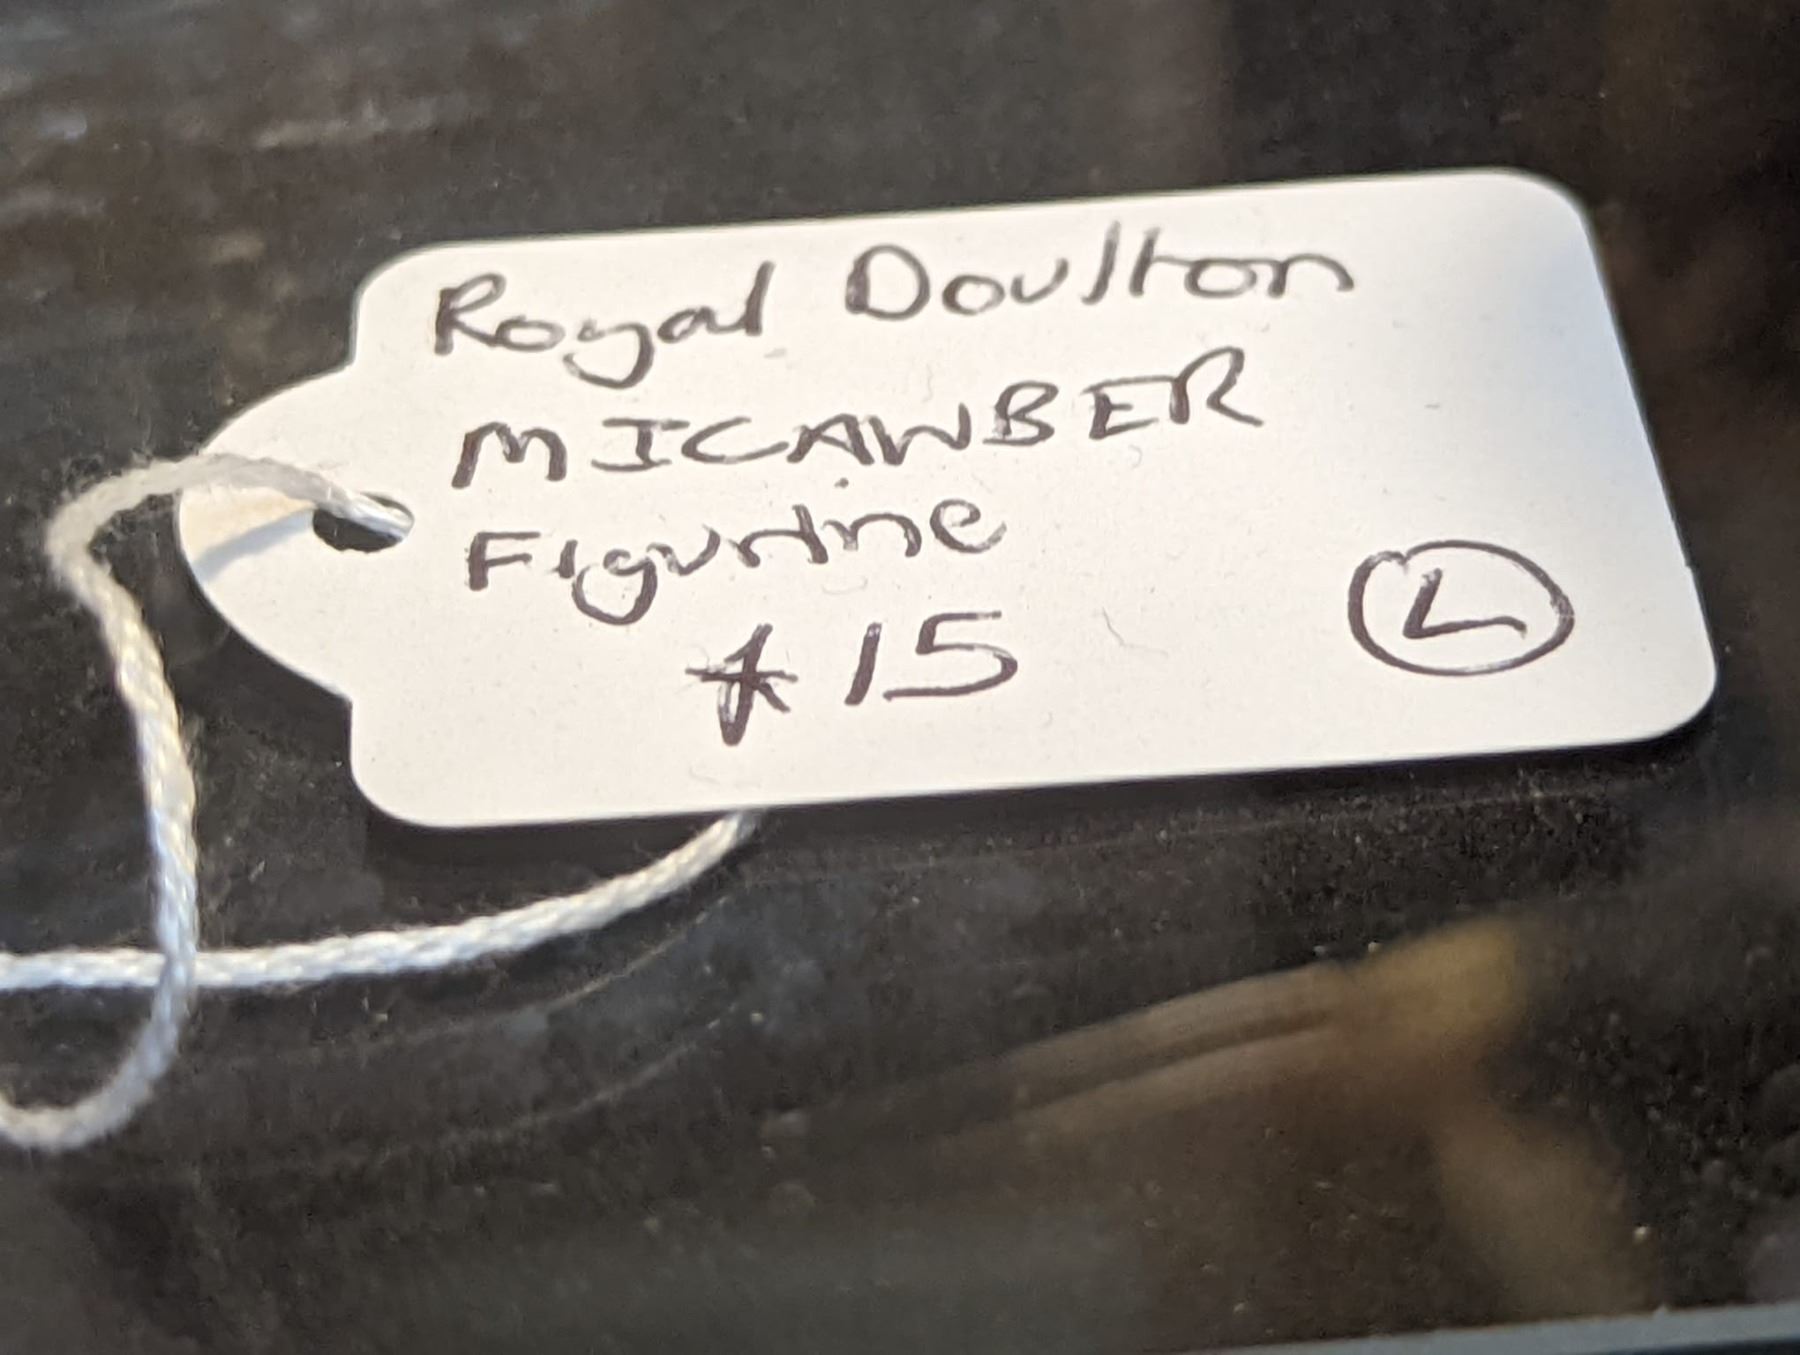 Royal Doulton
MICAWBER
Figurine
£15
L